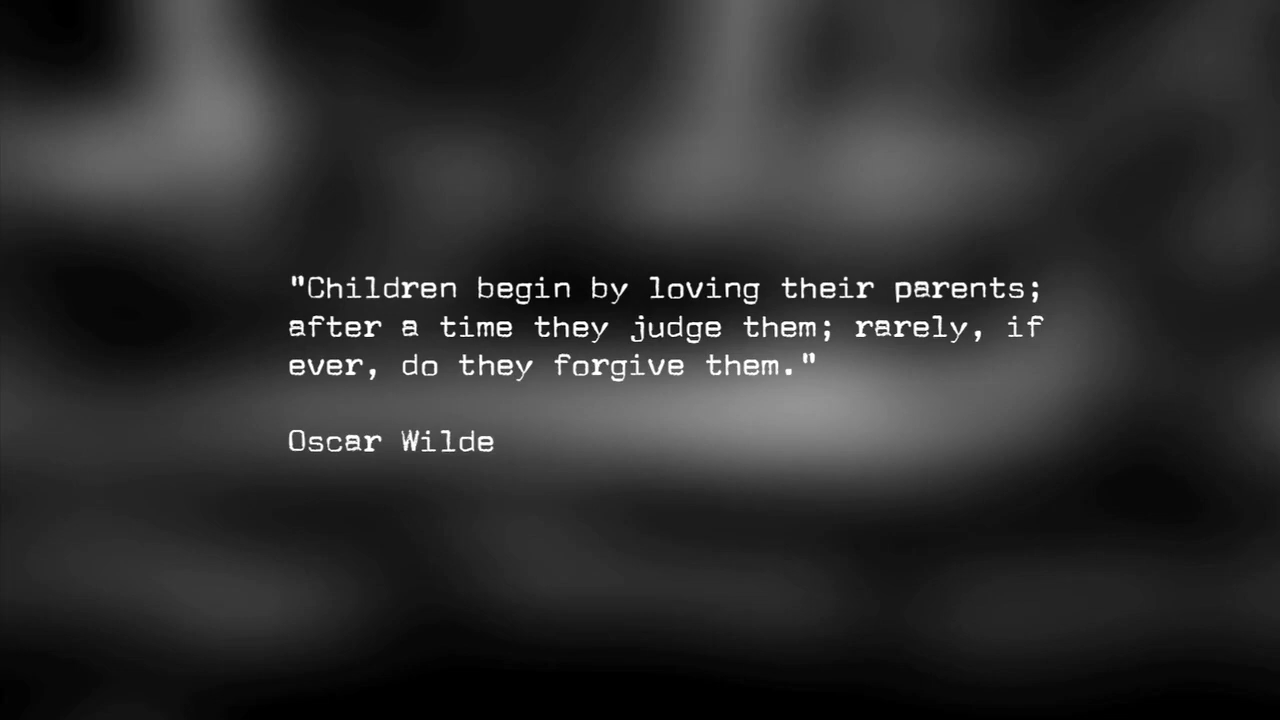 "Children begin by loving their parents;
after a time they judge them; rarely, if
ever, do they forgive them."
Oscar Wilde